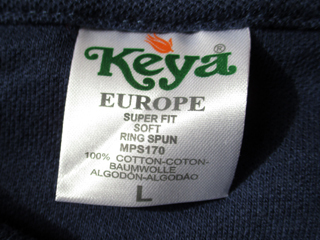 Keya®
EUROPE
SUPER FIT
SOFT
RING SPUN
MPS170
100% COTTON-COTON-
BAUMWOLLE
ALGODÓN-ALGODÃO
L